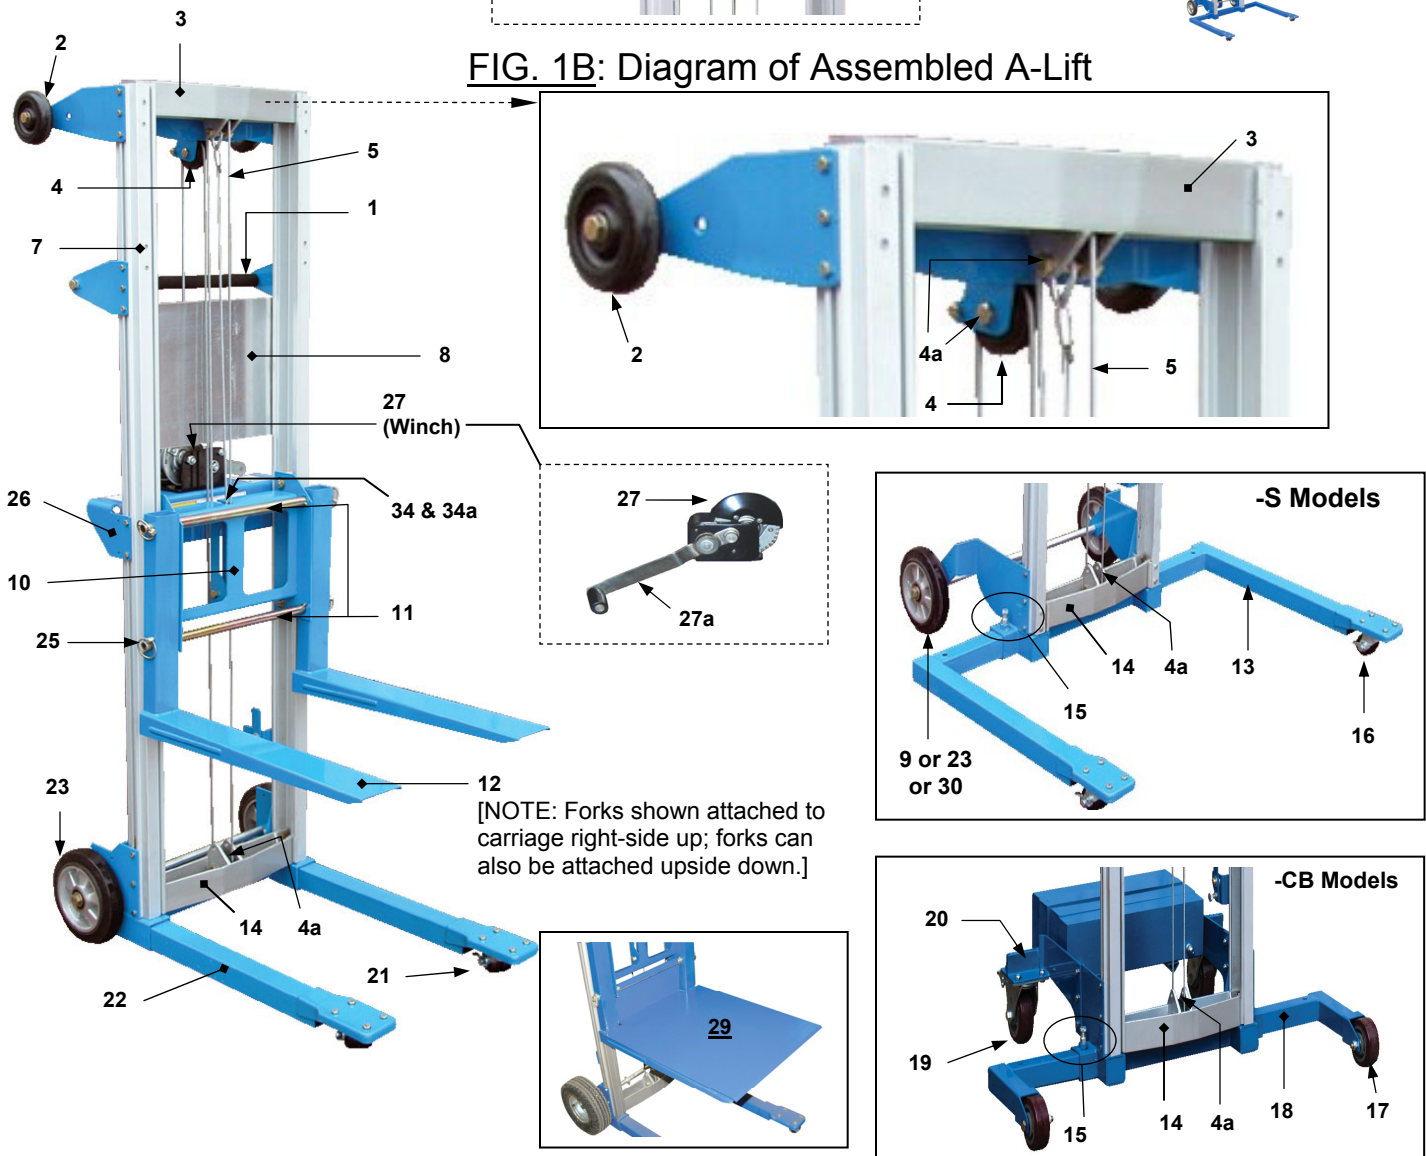 FIG. 1B: Diagram of Assembled A-Lift
3
2
5
4
1
7
8
27
(Winch)
26
34 & 34a
10
11
25
23
12
[NOTE: Forks shown attached to
carriage right-side up; forks can
also be attached upside down.]
14
4a
21
22
3
2
4a
4
5
27
27a
-S Models
9 or 23
or 30
15
14
4a
13
16
29
-CB Models
20
19
15
14
4a
18
17